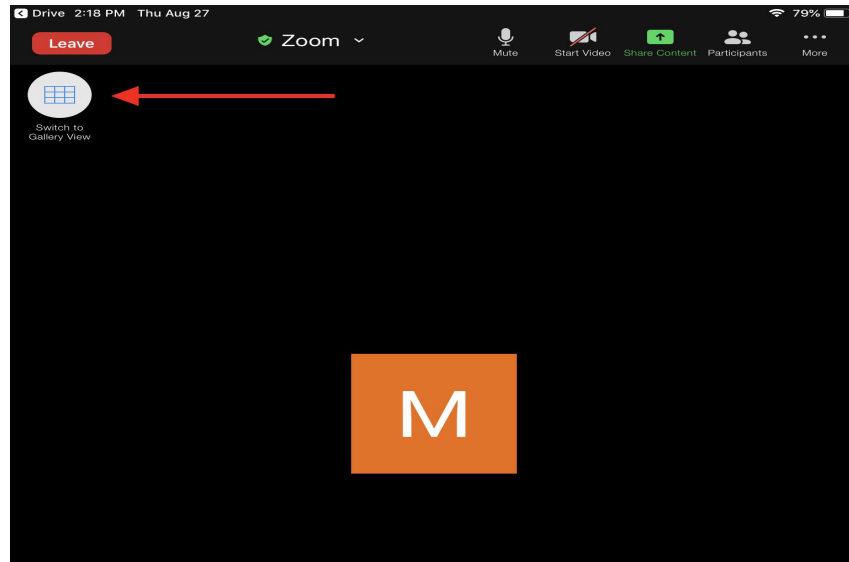 Drive 2:18 PM Thu Aug 27 79%
Leave Zoom Mute Start Video Share Content Participants More
Switch to
Gallery View
M